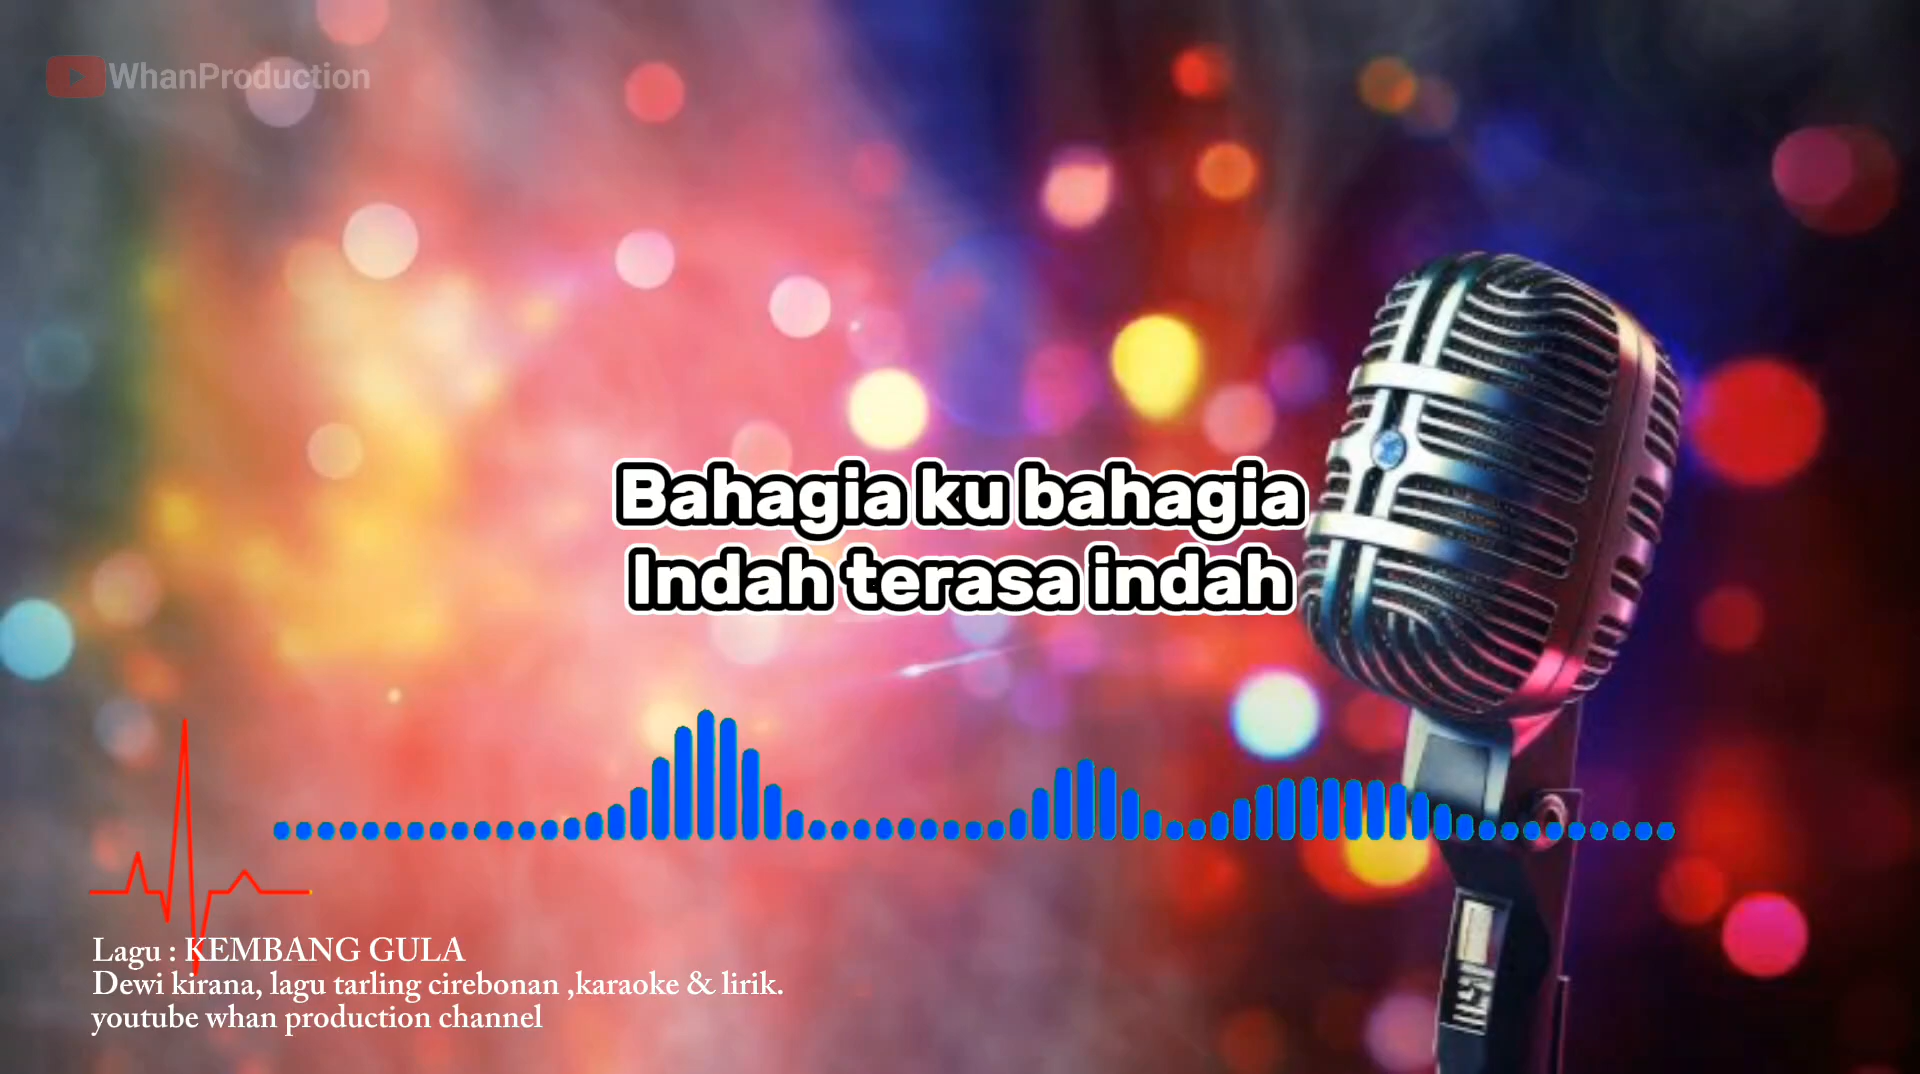 WhanProduction
Bahagia ku bahagia
Indah terasa indah
Lagu : KEMBANG GULA
Dewi kirana, lagu tarling cirebonan ,karaoke & lirik.
youtube whan production channel